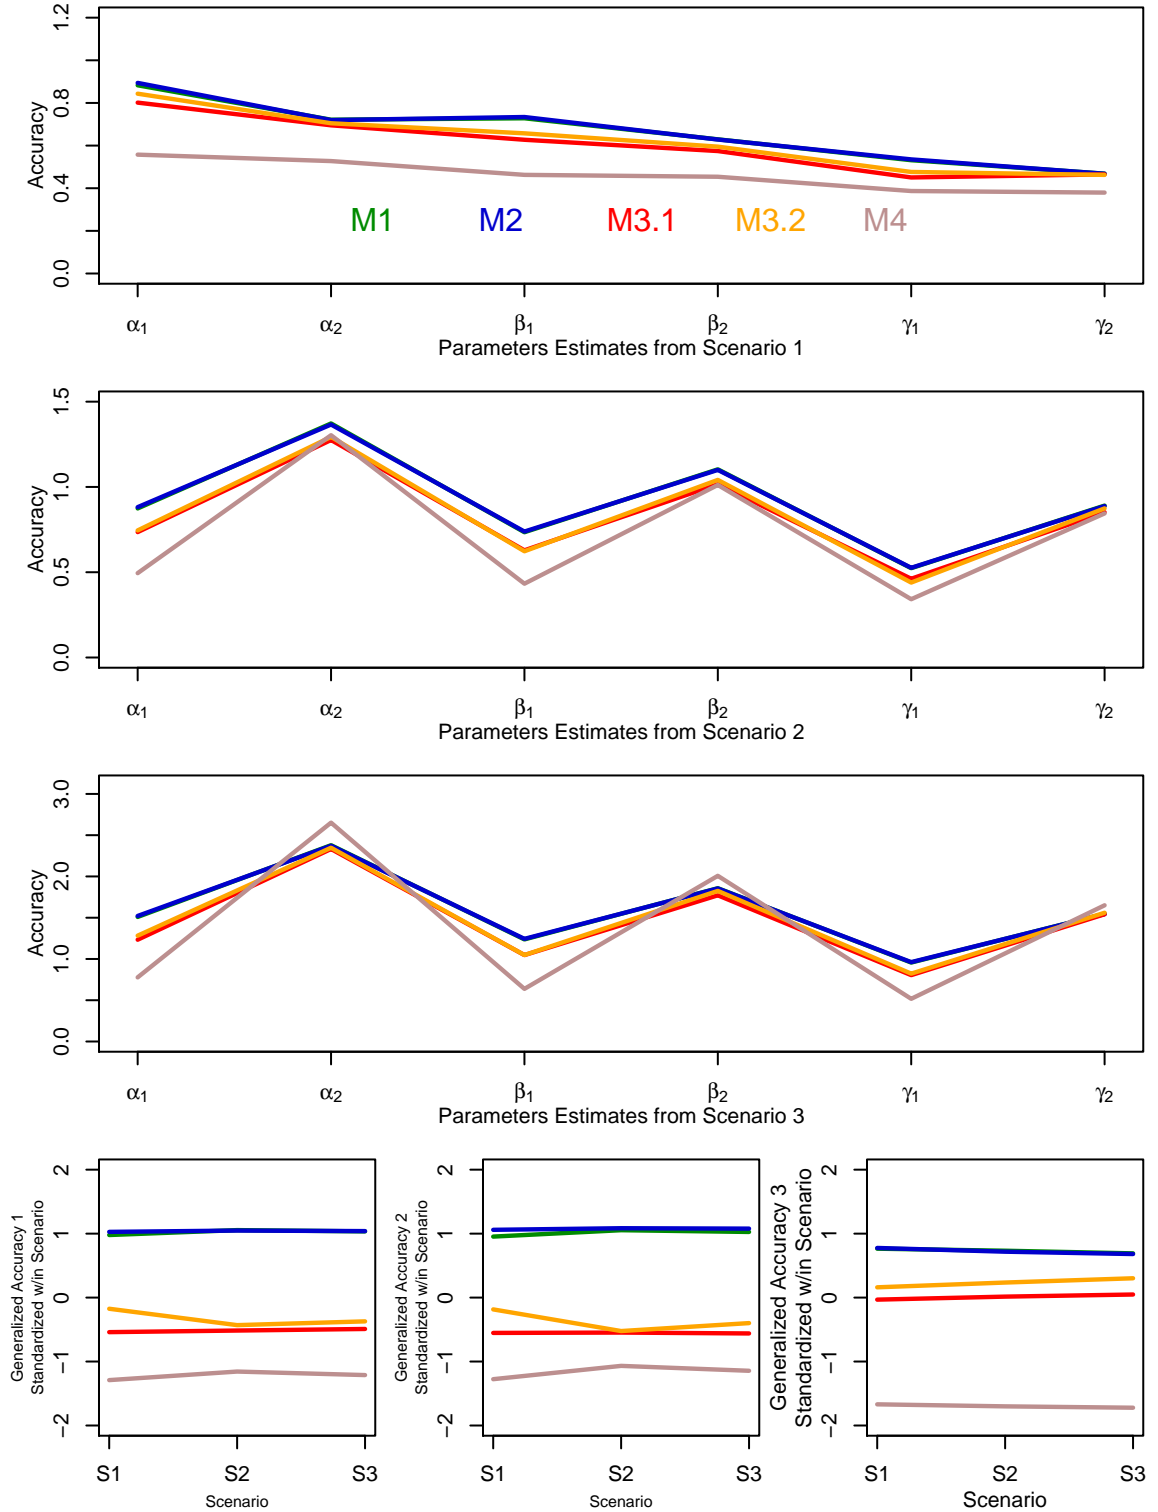 1.2
0.8
0.4
0.0
Accuracy
M1 M2 M3.1 M3.2 M4
α1 α2 β1 β2 γ1 γ2
Parameters Estimates from Scenario 1
1.5
1.0
0.5
0.0
Accuracy
α1 α2 β1 β2 γ1 γ2
Parameters Estimates from Scenario 2
3.0
2.0
1.0
0.0
Accuracy
α1 α2 β1 β2 γ1 γ2
Parameters Estimates from Scenario 3
Generalized Accuracy 1
Standardized w/in Scenario
2
1
0
−1
−2
S1 S2 S3
Scenario
Generalized Accuracy 2
Standardized w/in Scenario
2
1
0
−1
−2
S1 S2 S3
Scenario
Generalized Accuracy 3
Standardized w/in Scenario
2
1
0
−1
−2
S1 S2 S3
Scenario